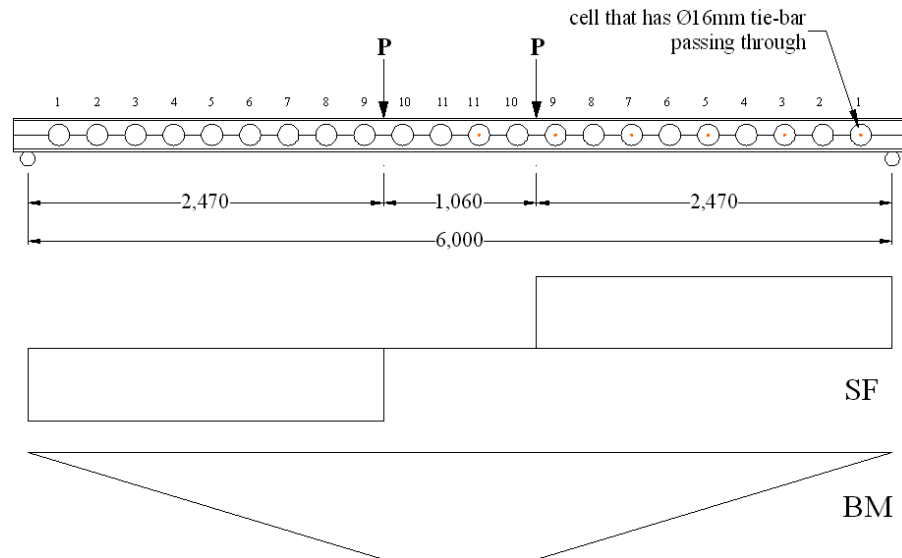 cell that has Ø16mm tie-bar
passing through
P P
1 2 3 4 5 6 7 8 9 10 11 11 10 9 8 7 6 5 4 3 2 1
2,470 1,060 2,470
6,000
SF
BM